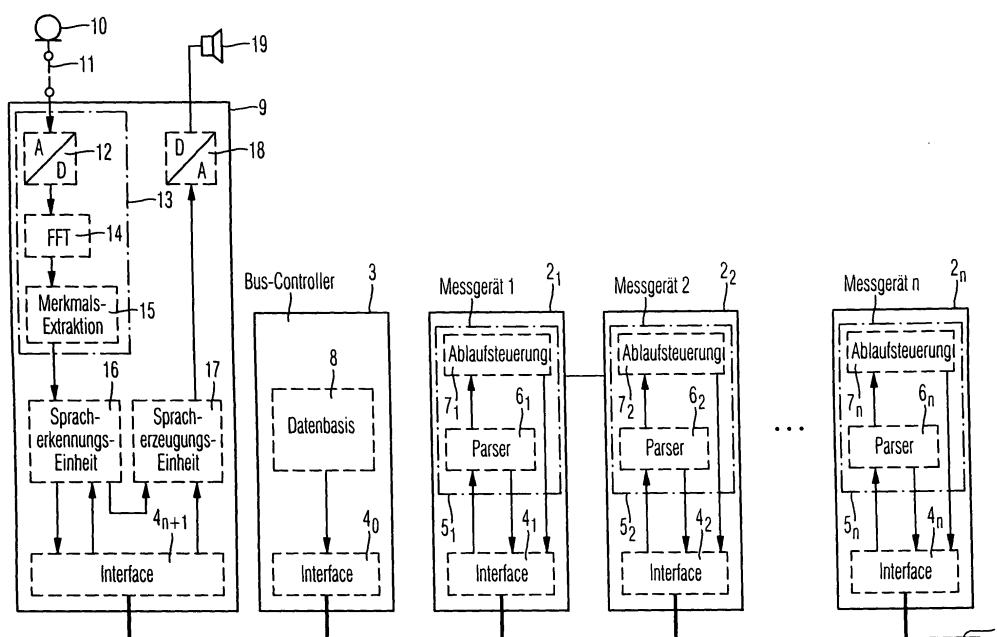 10
11
19
9
A
D
12
D
A
18
13
FFT
14
Merkmals-
Extraktion
15
16
17
Sprach-
erkennungs-
Einheit
Sprach-
erzeugungs-
Einheit
4n+1
Interface
Bus-Controller
3
8
Datenbasis
40
Interface
Messgerät 1
21
Ablaufsteuerung
71
61
Parser
51
41
Interface
Messgerät 2
22
Ablaufsteuerung
72
62
Parser
52
42
Interface
...
Messgerät n
2n
Ablaufsteuerung
7n
6n
Parser
5n
4n
Interface